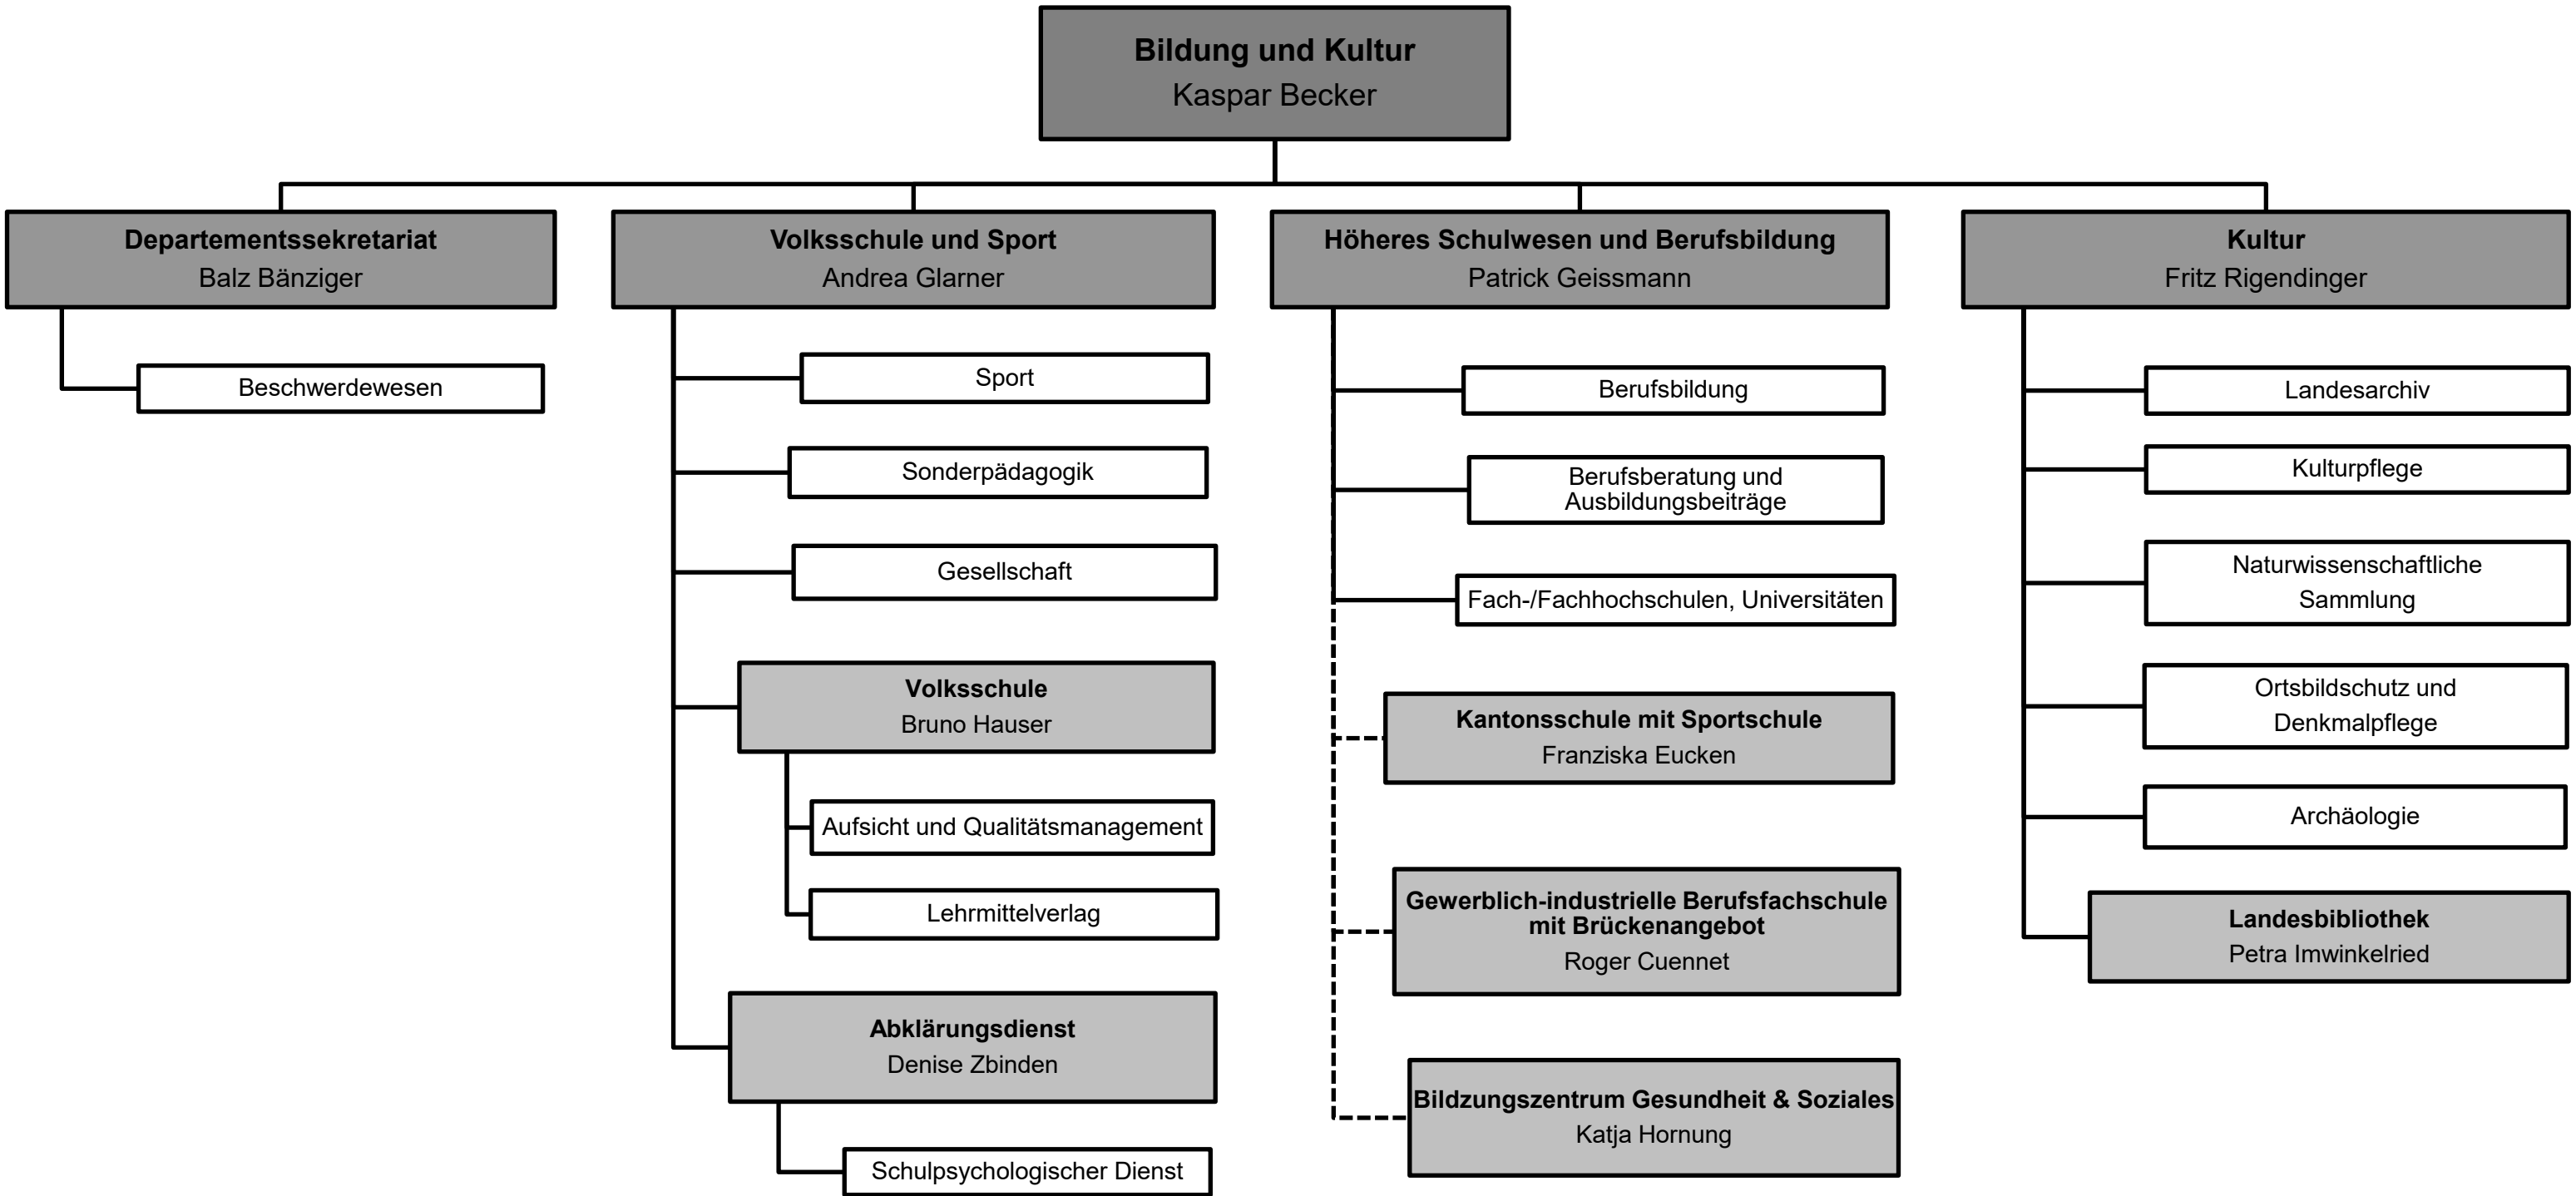 Bildung und Kultur
Kaspar Becker
Departementssekretariat
Balz Bänziger
Beschwerdewesen
Volksschule und Sport
Andrea Glarner
Sport
Sonderpädagogik
Gesellschaft
Volksschule
Bruno Hauser
Aufsicht und Qualitätsmanagement
Lehrmittelverlag
Abklärungsdienst
Denise Zbinden
Schulpsychologischer Dienst
Höheres Schulwesen und Berufsbildung
Patrick Geissmann
Berufsbildung
Berufsberatung und
Ausbildungsbeiträge
Fach-/Fachhochschulen, Universitäten
Kantonsschule mit Sportschule
Franziska Eucken
Gewerblich-industrielle Berufsfachschule
mit Brückenangebot
Roger Cuennet
Bildzungszentrum Gesundheit & Soziales
Katja Hornung
Kultur
Fritz Rigendinger
Landesarchiv
Kulturpflege
Naturwissenschaftliche
Sammlung
Ortsbildschutz und
Denkmalpflege
Archäologie
Landesbibliothek
Petra Imwinkelried